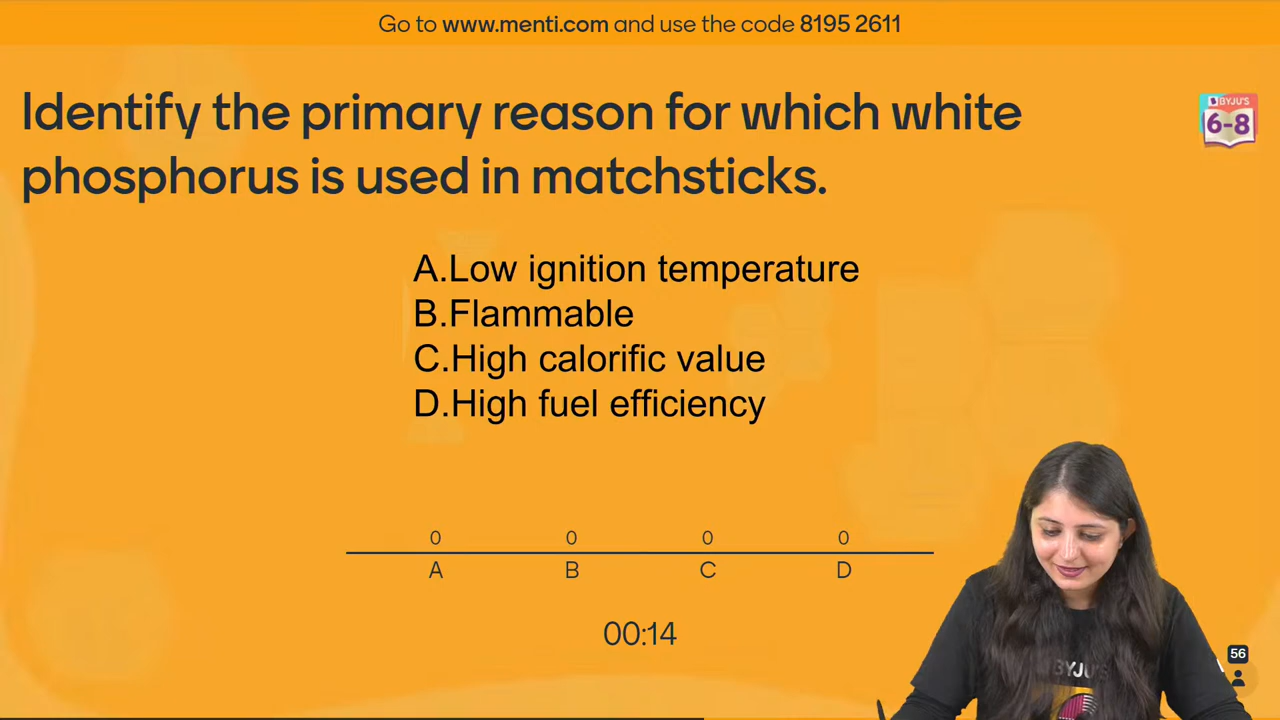 Go to www.menti.com and use the code 8195 2611
Identify the primary reason for which white
phosphorus is used in matchsticks.
BYJU'S
6-8
A.Low ignition temperature
B.Flammable
C.High calorific value
D.High fuel efficiency
0 0 0 0
A B C D
00:14
56
BYJU'S